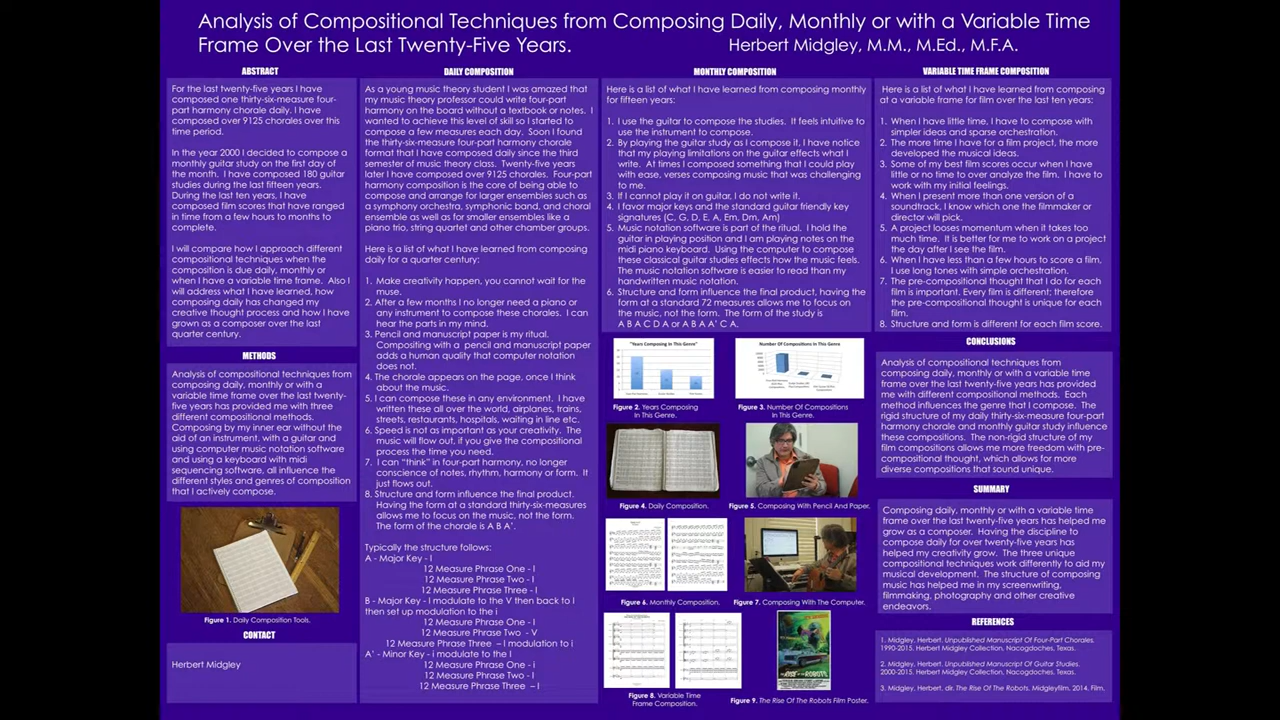 Analysis of Compositional Techniques from Composing Daily, Monthly or with a Variable Time
Frame Over the Last Twenty-Five Years.
Herbert Midgley, M.M., M.Ed., M.F.A.
ABSTRACT
For the last twenty-five years I have
composed one thirty-six-measure four-
part harmony chorale daily. I have
composed over 9125 chorales over this
time period.
In the year 2000 I decided to compose a
monthly guitar study on the first day of
the month. I have composed 180 guitar
studies during the last fifteen years.
During the last ten years, I have
composed film scores that have ranged
in time from a few hours to months to
complete.
I will compare how I approach different
compositional techniques when the
composition is due daily, monthly or
when I have a variable time frame. Also I
will address what I have learned, how
composing daily has changed my
creative thought process and how I have
grown as a composer over the last
quarter century.
METHODS
Analysis of compositional techniques from
composing daily, monthly or with a
variable time frame over the last twenty-
five years has provided me with three
different compositional methods.
Composing by my inner ear without the
aid of an instrument, with a guitar and
using computer music notation software
and using a keyboard with midi
sequencing software, all influence the
different styles and genres of composition
that I actively compose.
Figure 1. Daily Composition Tools.
CONTACT
Herbert Midgley
DAILY COMPOSITION
As a young music theory student I was amazed that
my music theory professor could write four-part
harmony on the board without a textbook or notes. I
wanted to achieve this level of skill so I started to
compose a few measures each day. Soon I found
the thirty-six-measure four-part harmony chorale
format that I have composed daily since the third
semester of music theory class. Twenty-five years
later I have composed over 9125 chorales. Four-part
harmony composition is the core of being able to
compose and arrange for larger ensembles such as
a symphony orchestra, symphonic band, and choral
ensemble as well as for smaller ensembles like a
piano trio, string quartet and other chamber groups.
Here is a list of what I have learned from composing
daily for a quarter century:
1. Make creativity happen, you cannot wait for the
muse.
2. After a few months I no longer need a piano or
any instrument to compose these chorales. I can
hear the parts in my mind.
3. Pencil and manuscript paper is my ritual.
Compositing with a pencil and manuscript paper
adds a human quality that computer notation
does not.
4. The chorale appears on the page, once I think
about the music.
5. I can compose these in any environment. I have
written these all over the world, airplanes, trains,
streets, restaurants, hospitals, waiting in line etc.
6. Speed is not as important as your creativity. The
music will flow out, if you give the compositional
process the time you need.
7. I can "think" in four-part harmony, no longer
conscience of notes, rhythm, harmony or form. It
just flows out.
8. Structure and form influence the final product.
Having the form at a standard thirty-six-measures
allows me to focus on the music, not the form.
The form of the chorale is A B A'.
Typically the structure follows:
A - Major Key - I
12 Measure Phrase One - I
12 Measure Phrase Two - I
12 Measure Phrase Three - I
B - Major Key - I modulate to the V then back to I
then set up modulation to the i
12 Measure Phrase One - I
12 Measure Phrase Two - V
12 Measure Phrase Three – I modulation to i
A' - Minor Key - i modulate to the I
12 Measure Phrase One - i
12 Measure Phrase Two - i
12 Measure Phrase Three – I
MONTHLY COMPOSITION
Here is a list of what I have learned from composing monthly
for fifteen years:
1. I use the guitar to compose the studies. It feels intuitive to
use the instrument to compose.
2. By playing the guitar study as I compose it, I have notice
that my playing limitations on the guitar effects what I
write. At times I composed something that I could play
with ease, verses composing music that was challenging
to me.
3. If I cannot play it on guitar, I do not write it.
4. I favor major keys and the standard guitar friendly key
signatures (C, G, D, E, A, Em, Dm, Am)
5. Music notation software is part of the ritual. I hold the
guitar in playing position and I am playing notes on the
midi piano keyboard. Using the computer to compose
these classical guitar studies effects how the music feels.
The music notation software is easier to read than my
handwritten music notation.
6. Structure and form influence the final product, having the
form at a standard 72 measures allows me to focus on
the music, not the form. The form of the study is
A B A C D A or A B A A' C A.
"Years Composing In This Genre"
Figure 2. Years Composing
In This Genre.
Number Of Compositions In This Genre
Figure 3. Number Of Compositions
In This Genre.
Figure 4. Daily Composition.
Figure 5. Composing With Pencil And Paper.
Figure 6. Monthly Composition.
Figure 7. Composing With The Computer.
Figure 8. Variable Time
Frame Composition.
RISE OF THE ROBOTS
Figure 9. The Rise Of The Robots Film Poster.
VARIABLE TIME FRAME COMPOSITION
Here is a list of what I have learned from composing
at a variable time frame for film over the last ten years:
1. When I have little time, I have to compose with
simpler ideas and sparse orchestration.
2. The more time I have for a film project, the more
developed the musical ideas.
3. Some of my best film scores occur when I have
little or no time to over analyze the film. I have to
work with my initial feelings.
4. When I present more than one version of a
soundtrack, I know which one the filmmaker or
director will pick.
5. A project looses momentum when it takes too
much time. It is better for me to work on a project
the day after I see the film.
6. When I have less than a few hours to score a film,
I use long tones with simple orchestration.
7. The pre-compositional thought that I do for each
film is important. Every film is different; therefore
the pre-compositional thought is unique for each
film.
8. Structure and form is different for each film score.
CONCLUSIONS
Analysis of compositional techniques from
composing daily, monthly or with a variable time
frame over the last twenty-five years has provided
me with different compositional methods. Each
method influences the genre that I compose. The
rigid structure of my daily thirty-six-measure four-part
harmony chorale and monthly guitar study influence
these compositions. The non-rigid structure of my
film compositions allows me more freedom with pre-
compositional thought, which allows for more
diverse compositions that sound unique.
SUMMARY
Composing daily, monthly or with a variable time
frame over the last twenty-five years has helped me
grow as a composer. Having the discipline to
compose daily for over twenty-five years has
helped my creativity grow. The three unique
compositional techniques work differently to aid my
musical development. The structure of composing
music has helped me in my screenwriting,
filmmaking, photography and other creative
endeavors.
REFERENCES
1. Midgley, Herbert. Unpublished Manuscript Of Four-Part Chorales.
1990-2015. Herbert Midgley Collection, Nacogdoches, Texas.
2. Midgley, Herbert. Unpublished Manuscript Of Guitar Studies.
2000-2015. Herbert Midgley Collection, Nacogdoches, Texas.
3. Midgley, Herbert, dir. The Rise Of The Robots. Midgleyfilm, 2014. Film.